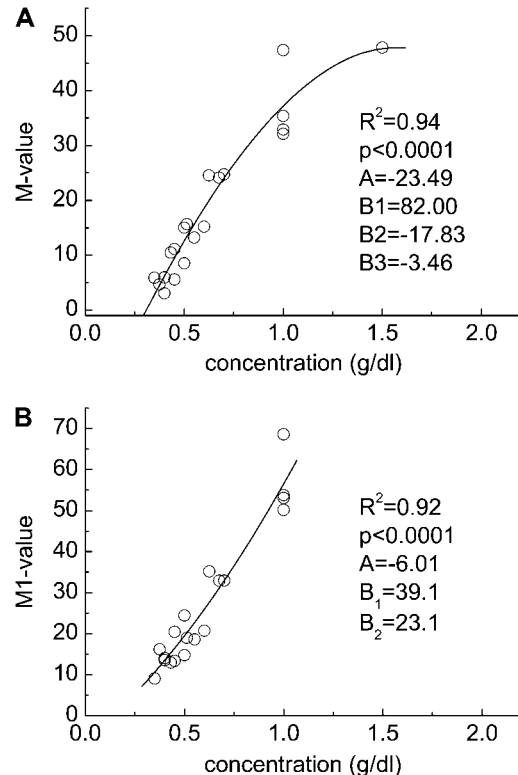 A
50
40
30
20
10
0
M-value
R²=0.94
p<0.0001
A=-23.49
B1=82.00
B2=-17.83
B3=-3.46
0.0 0.5 1.0 1.5 2.0
concentration (g/dl)
B
70
60
50
40
30
20
10
0
M1-value
R²=0.92
p<0.0001
A=-6.01
B₁=39.1
B₂=23.1
0.0 0.5 1.0 1.5 2.0
concentration (g/dl)